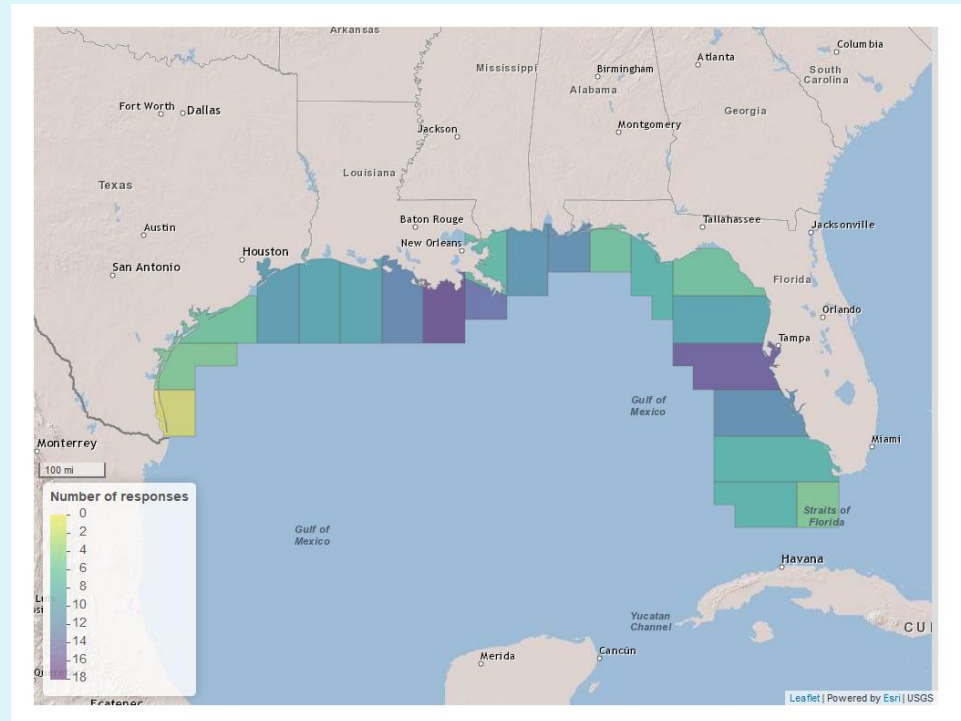 Arkansas
Columbia
Atlanta
Mississippi
Birmingham
South
Carolina
Alabama
Fort Worth
Dallas
Georgia
Montgomery
Jackson
Louisiana
Texas
Baton Rouge
Tallahassee
Jacksonville
Austin
New Orleans
Houston
San Antonio
Florida
Orlando
Tampa
Gulf of
Mexico
Monterrey
Miami
100 mi
Number of responses
0
2
4
6
8
10
12
14
16
18
Straits of
Florida
Gulf of
Mexico
Havana
Yucatan
Channel
CU
Merida
Cancún
Leaflet | Powered by Esri | USGS
Ecatepec